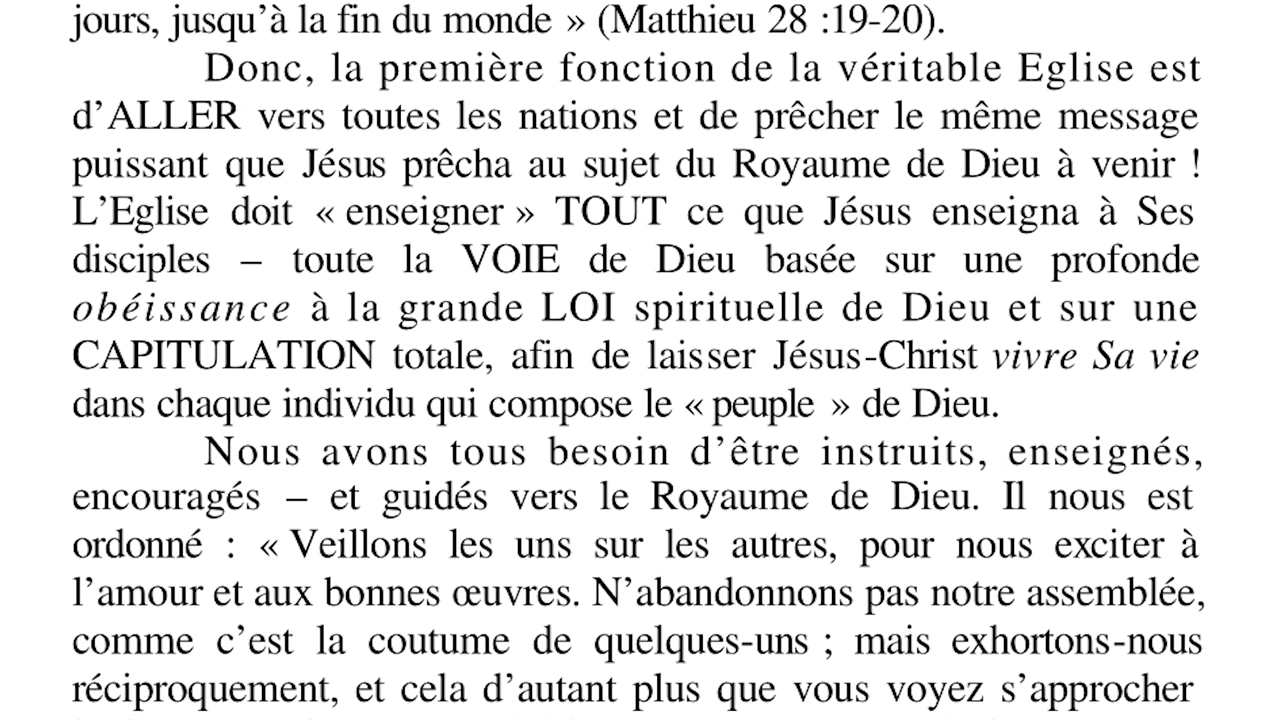 jours, jusqu’à la fin du monde » (Matthieu 28 :19-20).
Donc, la première fonction de la véritable Eglise est
d’ALLER vers toutes les nations et de prêcher le même message
puissant que Jésus prêcha au sujet du Royaume de Dieu à venir !
L’Eglise doit « enseigner » TOUT ce que Jésus enseigna à Ses
disciples – toute la VOIE de Dieu basée sur une profonde
obéissance à la grande LOI spirituelle de Dieu et sur une
CAPITULATION totale, afin de laisser Jésus-Christ vivre Sa vie
dans chaque individu qui compose le « peuple » de Dieu.
Nous avons tous besoin d’être instruits, enseignés,
encouragés – et guidés vers le Royaume de Dieu. Il nous est
ordonné : « Veillons les uns sur les autres, pour nous exciter à
l’amour et aux bonnes œuvres. N’abandonnons pas notre assemblée,
comme c’est la coutume de quelques-uns ; mais exhortons-nous
réciproquement, et cela d’autant plus que vous voyez s’approcher